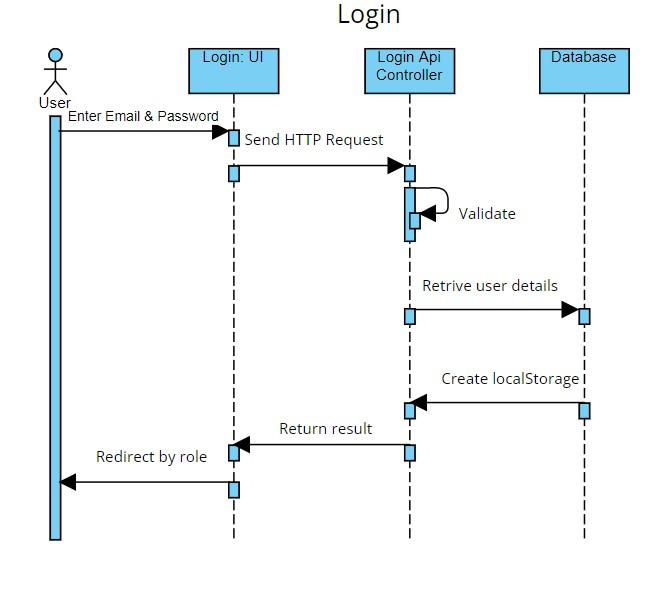 Login
Login: UI
Login Api
Controller
Database
User
Enter Email & Password
Send HTTP Request
Validate
Retrive user details
Create localStorage
Return result
Redirect by role